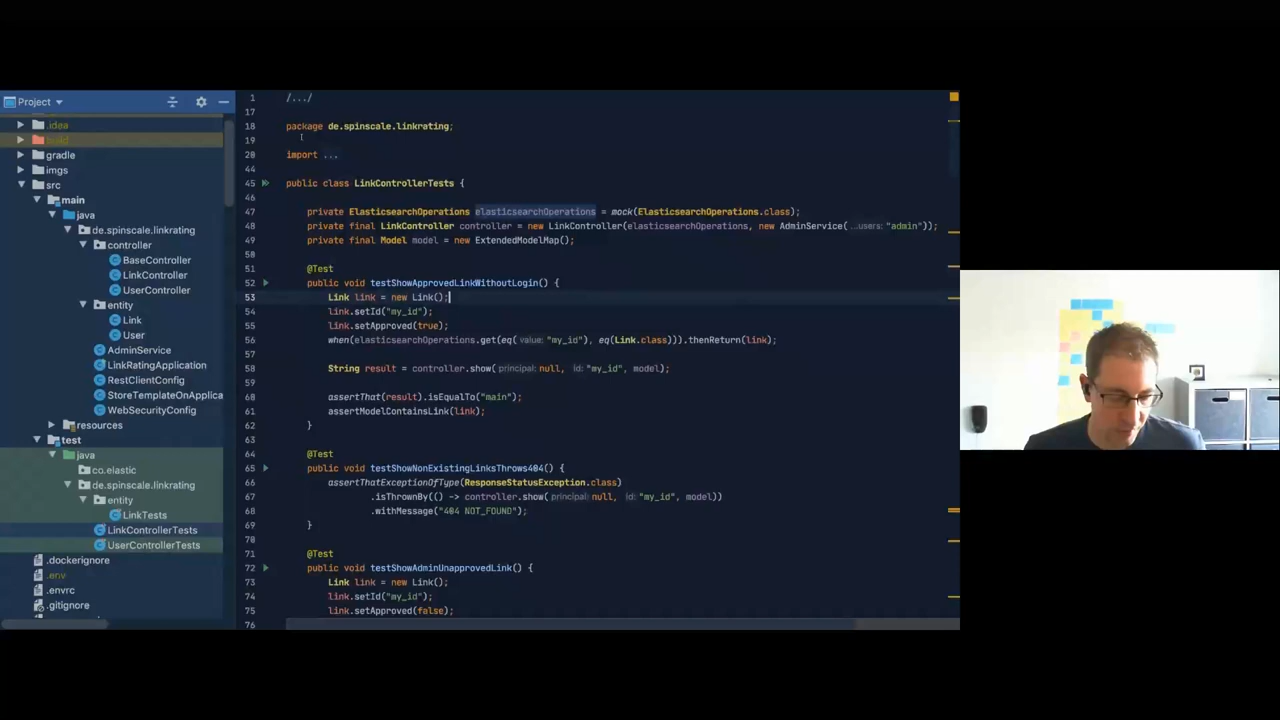 Project
.idea
build
gradle
imgs
src
main
java
de.spinscale.linkrating
controller
BaseController
LinkController
UserController
entity
Link
User
AdminService
LinkRatingApplication
RestClientConfig
StoreTemplateOnApplica
WebSecurityConfig
resources
test
java
co.elastic
de.spinscale.linkrating
entity
LinkTests
LinkControllerTests
UserControllerTests
.dockerignore
.env
.envrc
.gitignore
1 /.../
17
18 package de.spinscale.linkrating;
19
20 import ...
44
45 public class LinkControllerTests {
46
47 private ElasticsearchOperations elasticsearchOperations = mock(ElasticsearchOperations.class);
48 private final LinkController controller = new LinkController(elasticsearchOperations, new AdminService( ...users: "admin"));
49 private final Model model = new ExtendedModelMap();
50
51 @Test
52 public void testShowApprovedLinkWithoutLogin() {
53 Link link = new Link();
54 link.setId("my_id");
55 link.setApproved(true);
56 when(elasticsearchOperations.get(eq( value: "my_id"), eq(Link.class))).thenReturn(link);
57
58 String result = controller.show( principal: null, id: "my_id", model);
59
60 assertThat(result).isEqualTo("main");
61 assertModelContainsLink(link);
62 }
63
64 @Test
65 public void testShowNonExistingLinksThrows404() {
66 assertThatExceptionOfType(ResponseStatusException.class)
67 .isThrownBy(() -> controller.show( principal: null, id: "my_id", model))
68 .withMessage("404 NOT_FOUND");
69 }
70
71 @Test
72 public void testShowAdminUnapprovedLink() {
73 Link link = new Link();
74 link.setId("my_id");
75 link.setApproved(false);
76